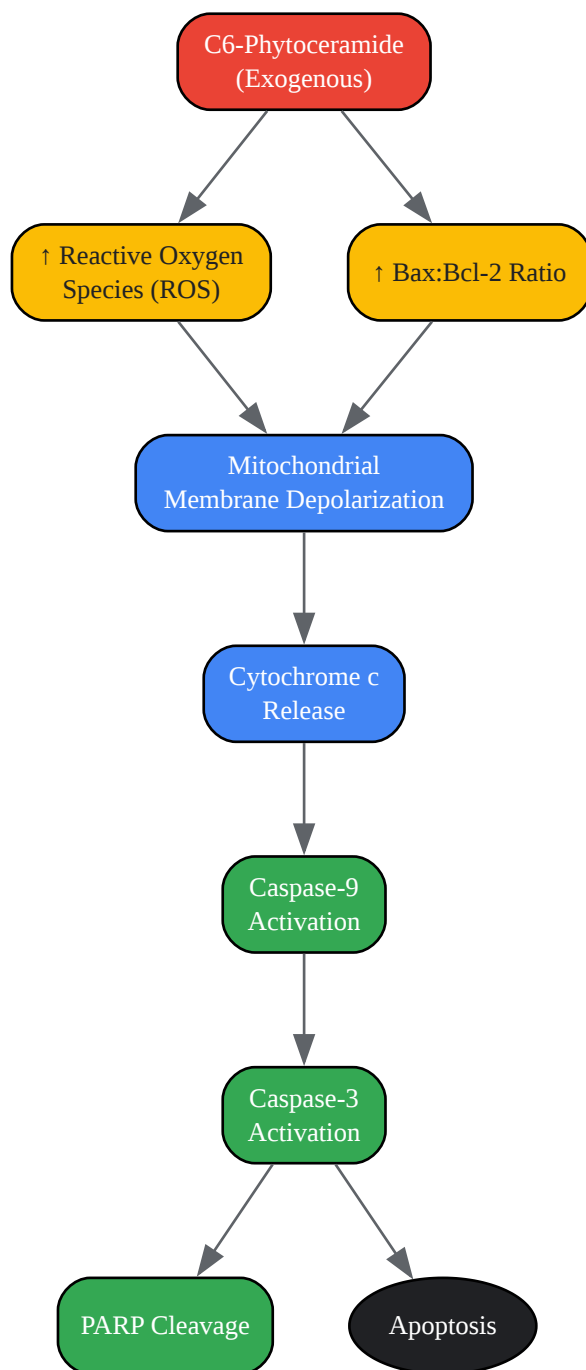 C6-Phytoceramide
(Exogenous)
↑ Reactive Oxygen
Species (ROS)
↑ Bax:Bcl-2 Ratio
Mitochondrial
Membrane Depolarization
Cytochrome c
Release
Caspase-9
Activation
Caspase-3
Activation
PARP Cleavage
Apoptosis